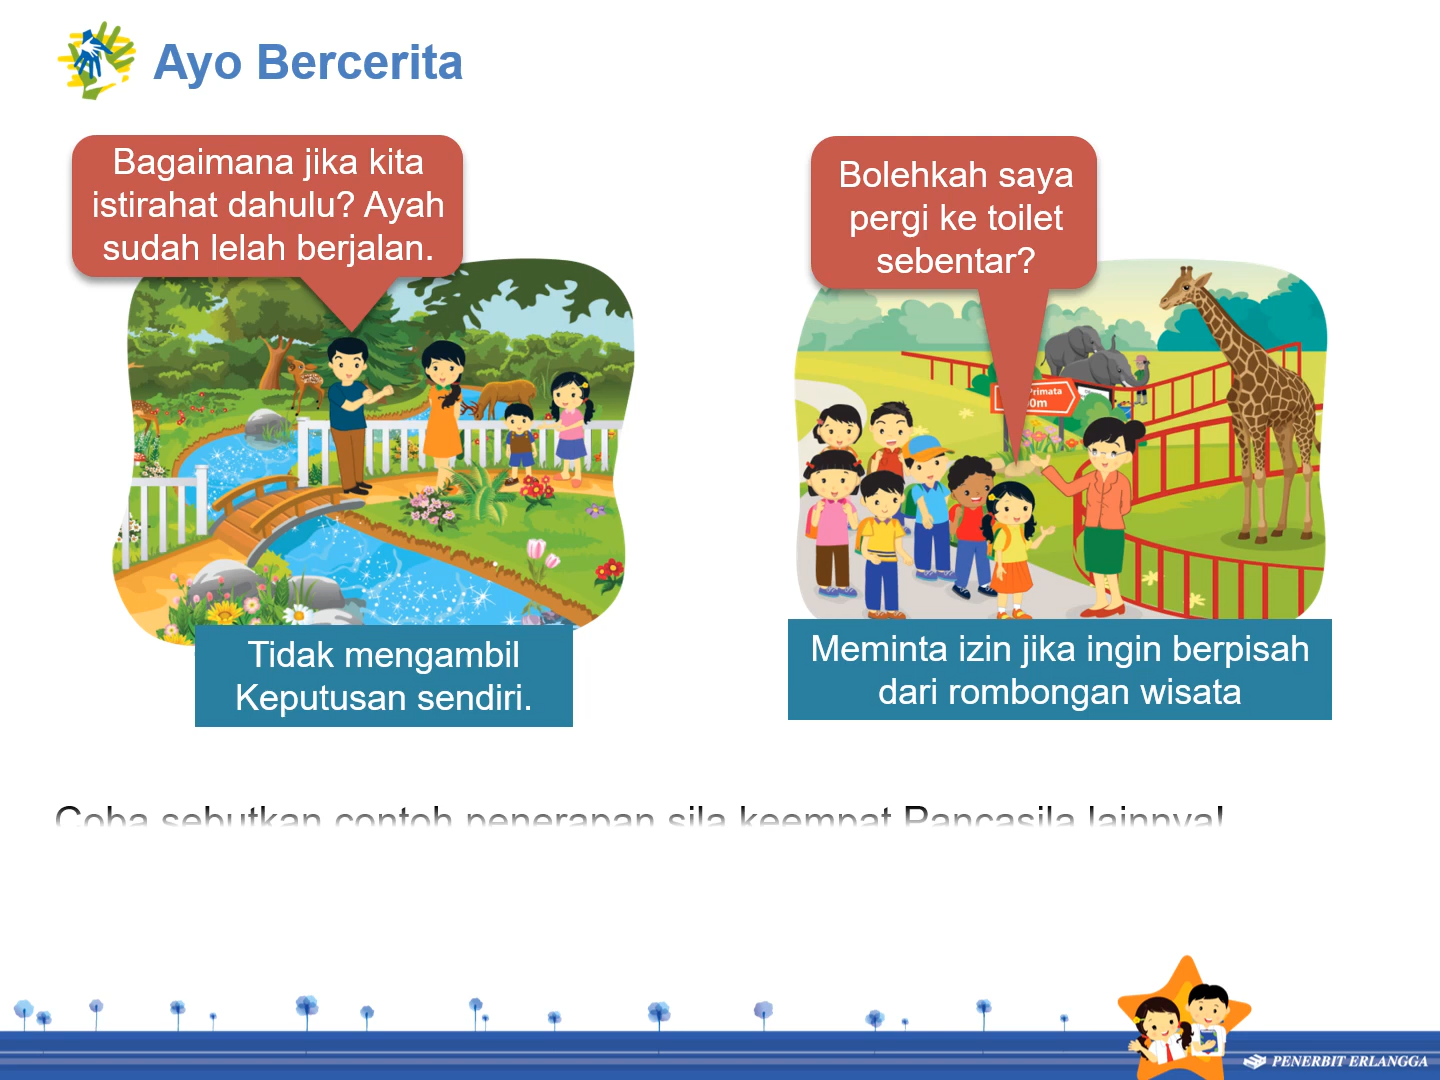 Ayo Bercerita
Bagaimana jika kita
istirahat dahulu? Ayah
sudah lelah berjalan.
Bolehkah saya
pergi ke toilet
sebentar?
Primata
0m
Tidak mengambil
Keputusan sendiri.
Meminta izin jika ingin berpisah
dari rombongan wisata
Coba sebutkan contoh penerapan sila keempat Pancasila lainnya!
PENERBIT ERLANGGA